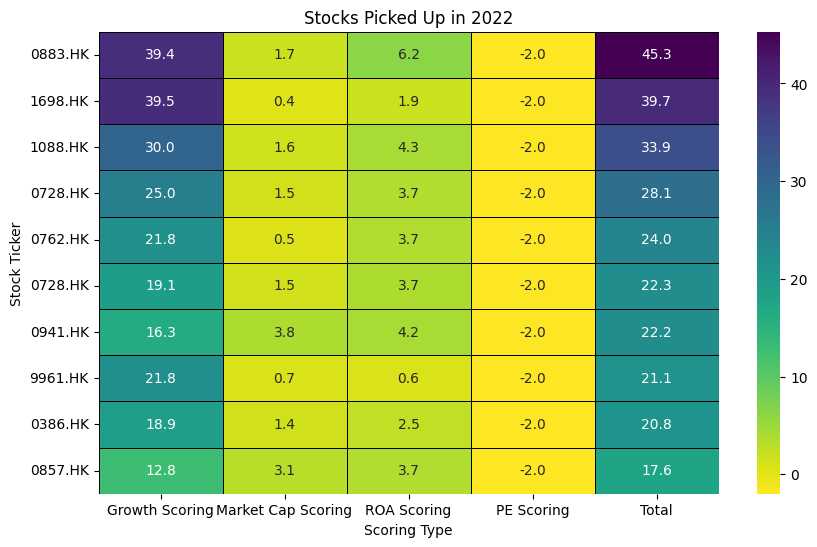 Stocks Picked Up in 2022
0883.HK 39.4 1.7 6.2 -2.0 45.3
1698.HK 39.5 0.4 1.9 -2.0 39.7
1088.HK 30.0 1.6 4.3 -2.0 33.9
0728.HK 25.0 1.5 3.7 -2.0 28.1
0762.HK 21.8 0.5 3.7 -2.0 24.0
0728.HK 19.1 1.5 3.7 -2.0 22.3
0941.HK 16.3 3.8 4.2 -2.0 22.2
9961.HK 21.8 0.7 0.6 -2.0 21.1
0386.HK 18.9 1.4 2.5 -2.0 20.8
0857.HK 12.8 3.1 3.7 -2.0 17.6
Growth Scoring Market Cap Scoring ROA Scoring PE Scoring Total
Scoring Type
Stock Ticker
40
30
20
10
0